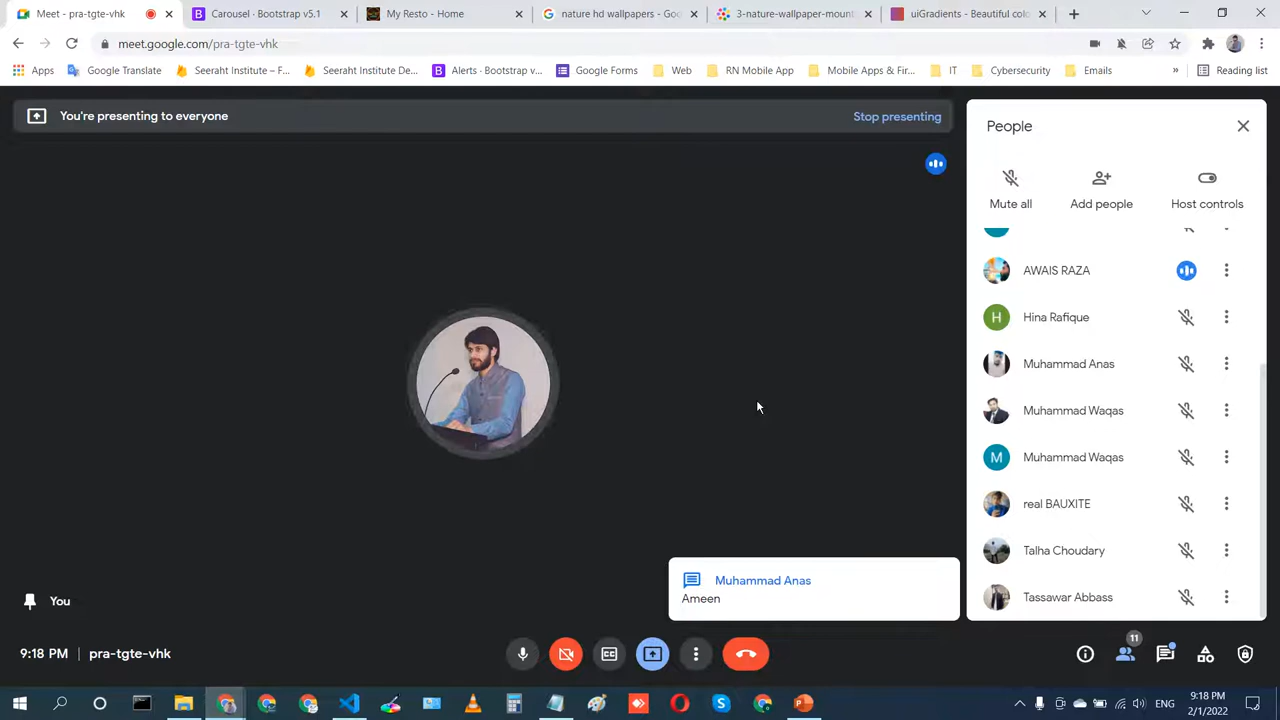 Meet - pra-tgte-vhk
Carousel · Bootstrap v5.1
My Resto - Home
nature hd wallpapers - Goo
3-nature-wallpaper-mount
uiGradients - Beautiful colo
meet.google.com/pra-tgte-vhk
Apps
Google Translate
Seeraht Institute – F...
Seeraht Institute De...
Alerts · Bootstrap v...
Google Forms
Web
RN Mobile App
Mobile Apps & Fir...
IT
Cybersecurity
Emails
»
Reading list
You're presenting to everyone
Stop presenting
People
Mute all
Add people
Host controls
AWAIS RAZA
H Hina Rafique
Muhammad Anas
Muhammad Waqas
M Muhammad Waqas
real BAUXITE
Talha Choudary
Tassawar Abbass
Muhammad Anas
Ameen
You
9:18 PM | pra-tgte-vhk
11
ENG
9:18 PM
2/1/2022